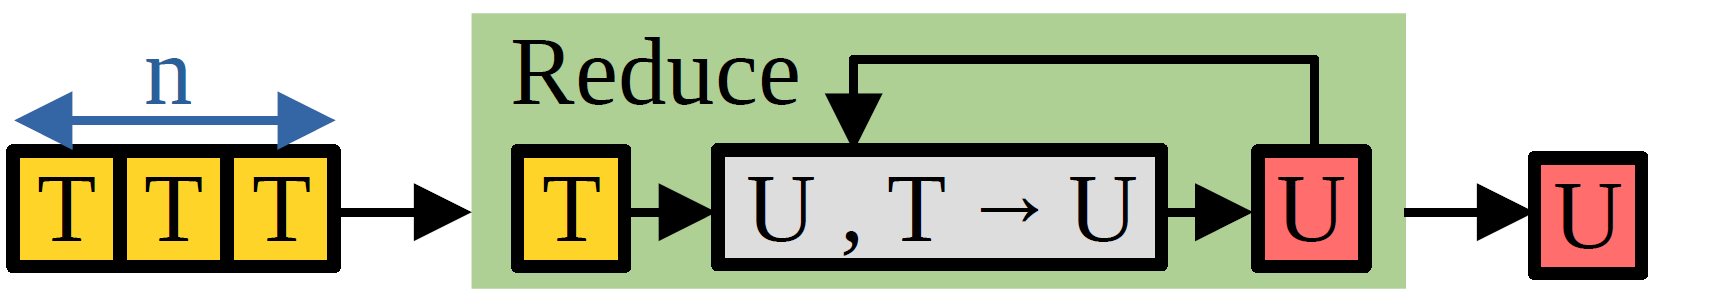 n
Reduce
T T T
T
U , T → U
U
U